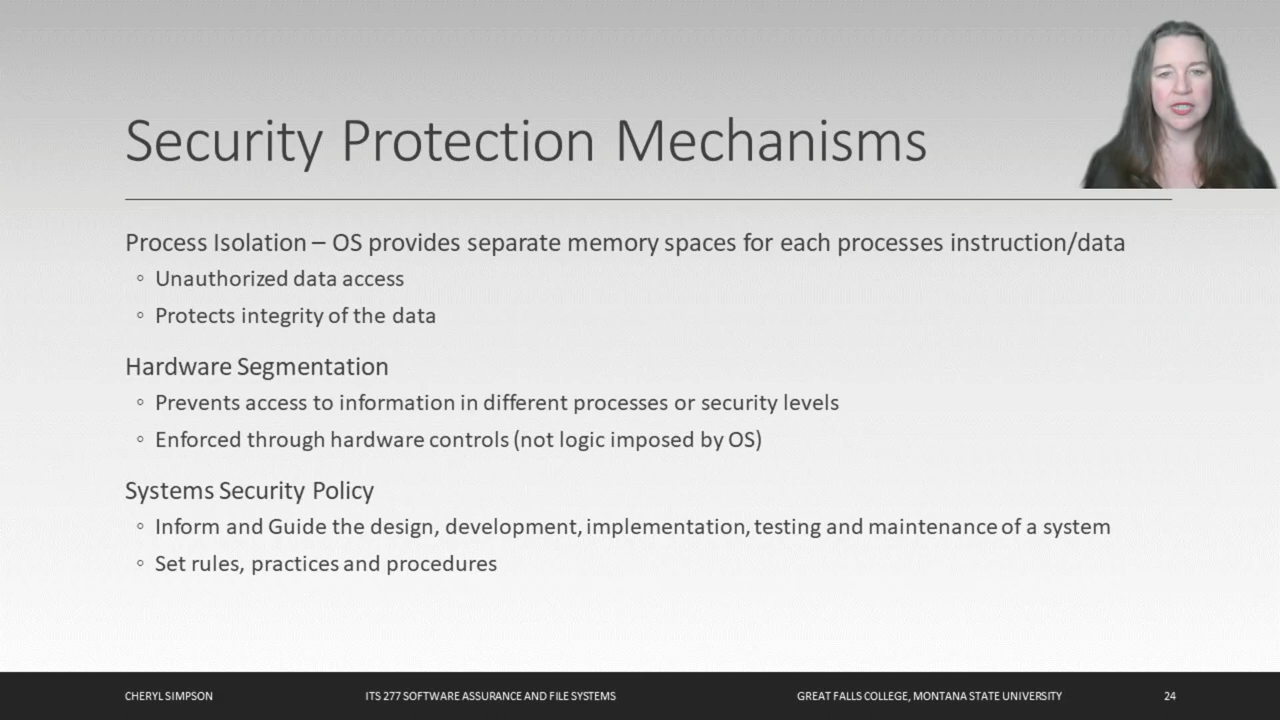 Security Protection Mechanisms
Process Isolation – OS provides separate memory spaces for each processes instruction/data
◦ Unauthorized data access
◦ Protects integrity of the data
Hardware Segmentation
◦ Prevents access to information in different processes or security levels
◦ Enforced through hardware controls (not logic imposed by OS)
Systems Security Policy
◦ Inform and Guide the design, development, implementation, testing and maintenance of a system
◦ Set rules, practices and procedures
CHERYL SIMPSON ITS 277 SOFTWARE ASSURANCE AND FILE SYSTEMS GREAT FALLS COLLEGE, MONTANA STATE UNIVERSITY 24